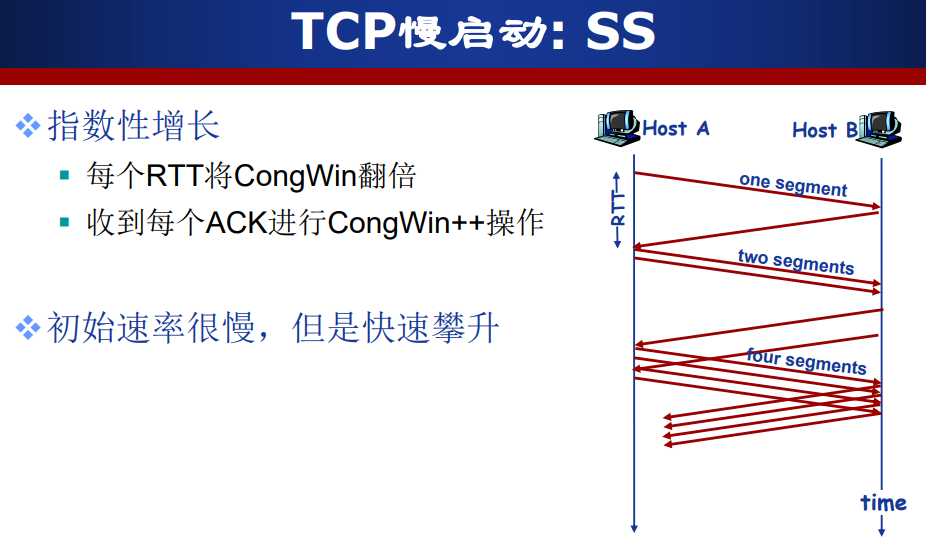 TCP慢启动: SS
指数性增长
每个RTT将CongWin翻倍
收到每个ACK进行CongWin++操作
初始速率很慢，但是快速攀升
Host A
Host B
one segment
RTT
two segments
four segments
time